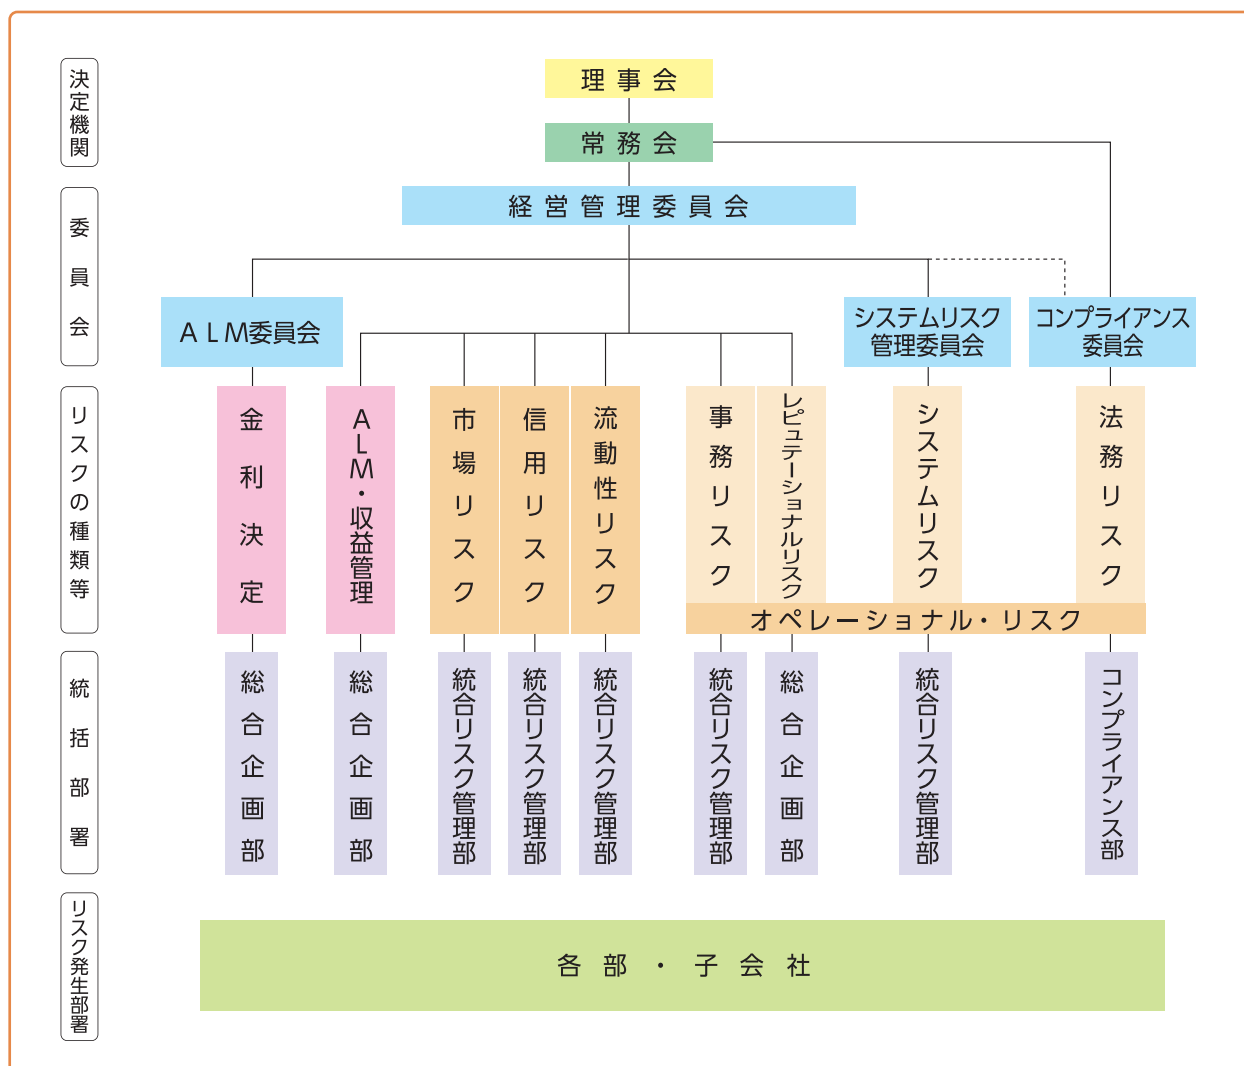 決定機関
理事会
常務会
委員会
経営管理委員会
ALM委員会
システムリスク
管理委員会
コンプライアンス
委員会
リスクの種類等
金利決定
ALM・収益管理
市場リスク
信用リスク
流動性リスク
事務リスク
レピュテーショナルリスク
システムリスク
法務リスク
オペレーショナル・リスク
統括部署
総合企画部
総合企画部
統合リスク管理部
統合リスク管理部
統合リスク管理部
統合リスク管理部
総合企画部
統合リスク管理部
コンプライアンス部
リスク発生部署
各部・子会社